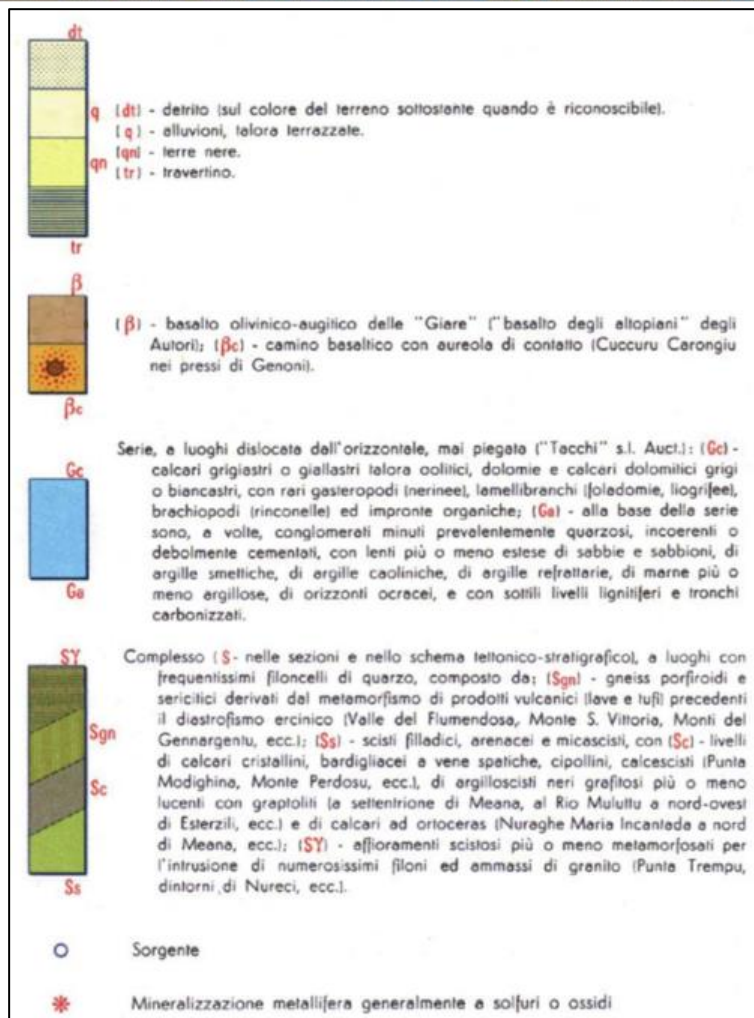 dt
q (dt) - detrito (sul colore del terreno sottostante quando è riconoscibile).
(q) - alluvioni, talora terrazzate.
qn (qn) - terre nere.
(tr) - travertino.
tr
β
(β) - basalto olivinico-augitico delle "Giare" ("basalto degli altopiani" degli
Autori); (βc) - camino basaltico con aureola di contatto (Cuccuru Carongiu
nei pressi di Genoni).
βc
Serie, a luoghi dislocata dall'orizzontale, mai piegata ("Tacchi" s.l. Auct.): (Gc) -
Gc calcari grigiastri o giallastri talora oolitici, dolomie e calcari dolomitici grigi
o biancastri, con rari gasteropodi (nerinee), lamellibranchi (foladomie, liogrifee),
brachiopodi (rinconelle) ed impronte organiche; (Ga) - alla base della serie
sono, a volte, conglomerati minuti prevalentemente quarzosi, incoerenti o
debolmente cementati, con lenti più o meno estese di sabbie e sabbioni, di
argille smettiche, di argille caoliniche, di argille refrattarie, di marne più o
Ga meno argillose, di orizzonti ocracei, e con sottili livelli lignitiferi e tronchi
carbonizzati.
SY Complesso (S- nelle sezioni e nello schema tettonico-stratigrafico), a luoghi con
frequentissimi filoncelli di quarzo, composto da; (Sgn) - gneiss porfiroidi e
sericitici derivati dal metamorfismo di prodotti vulcanici (lave e tufi) precedenti
Sgn il diastrofismo ercinico (Valle del Flumendosa, Monte S. Vittoria, Monti del
Gennargentu, ecc.); (Ss) - scisti filladici, arenacei e micascisti, con (Sc) - livelli
di calcari cristallini, bardigliacei a vene spatiche, cipollini, calcescisti (Punta
Sc Modighina, Monte Perdosu, ecc.), di argilloscisti neri grafitosi più o meno
lucenti con graptoliti (a settentrione di Meana, al Rio Muluttu a nord-ovest
di Esterzili, ecc.) e di calcari ad ortoceras (Nuraghe Maria Incantada a nord
di Meana, ecc.); (SY) - affioramenti scistosi più o meno metamorfosati per
l'intrusione di numerosissimi filoni ed ammassi di granito (Punta Trempu,
Ss dintorni di Nureci, ecc.).
Sorgente
Mineralizzazione metallifera generalmente a solfuri o ossidi